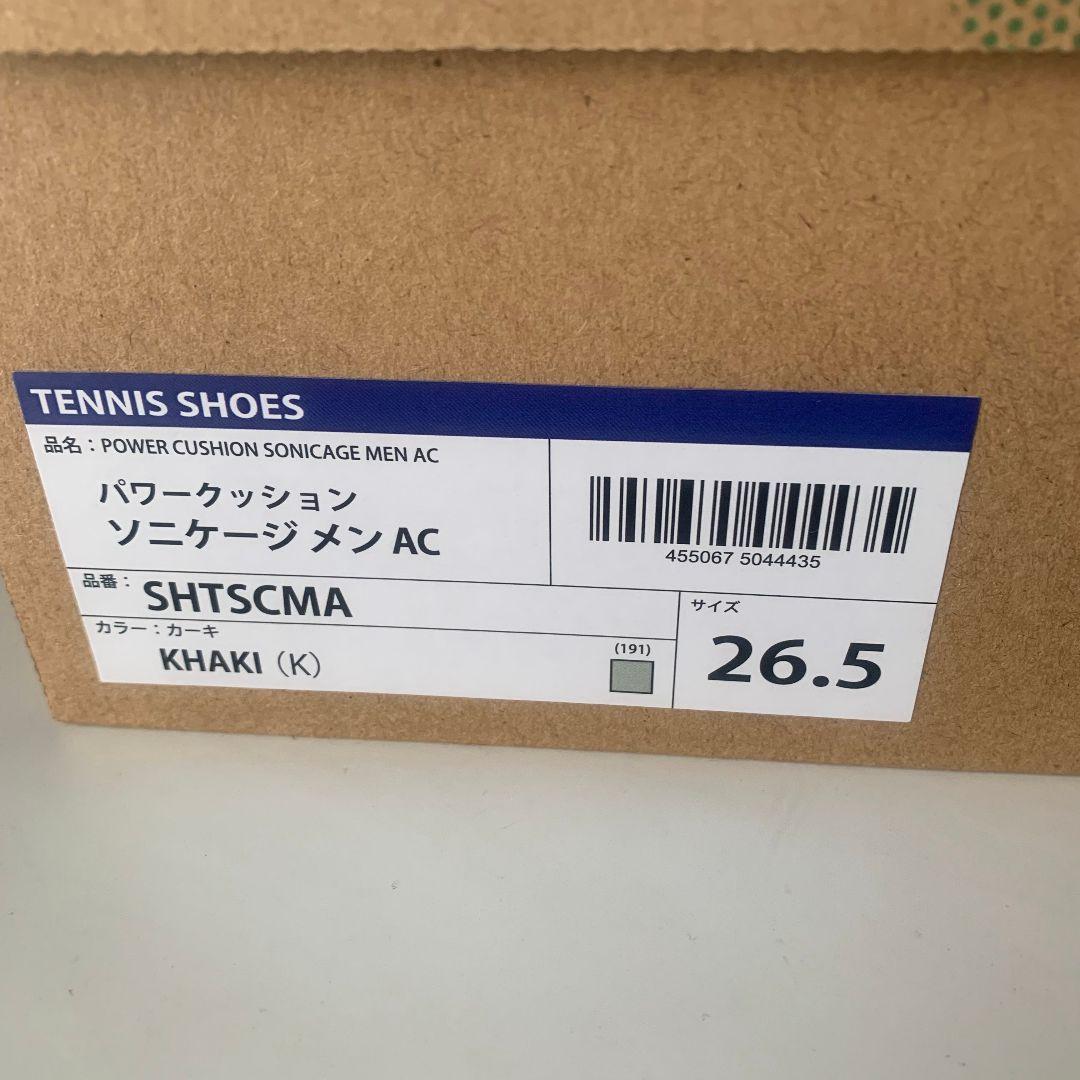 TENNIS SHOES
品名：POWER CUSHION SONICAGE MEN AC
パワークッション
ソニケージ メン AC
455067 5044435
品番：
SHTSCMA
カラー：カーキ
KHAKI（K）
(191)
サイズ
26.5